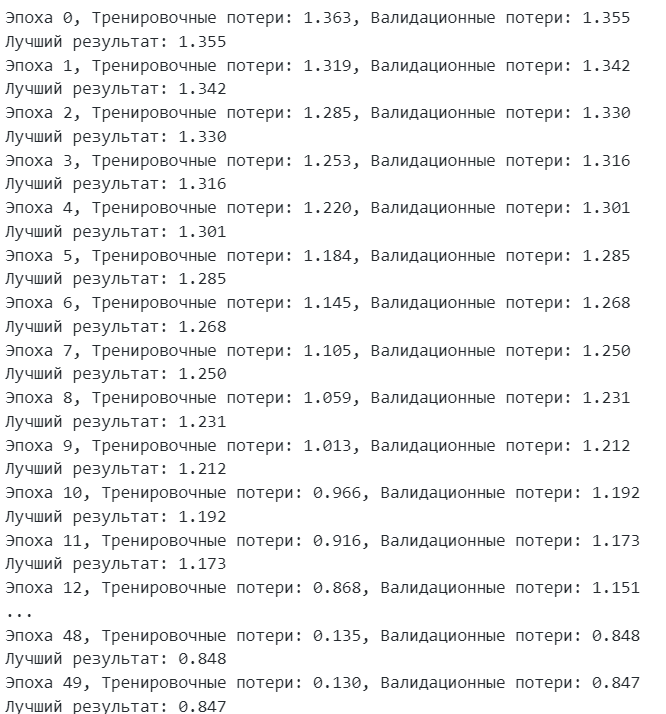 Эпоха 0, Тренировочные потери: 1.363, Валидационные потери: 1.355
Лучший результат: 1.355
Эпоха 1, Тренировочные потери: 1.319, Валидационные потери: 1.342
Лучший результат: 1.342
Эпоха 2, Тренировочные потери: 1.285, Валидационные потери: 1.330
Лучший результат: 1.330
Эпоха 3, Тренировочные потери: 1.253, Валидационные потери: 1.316
Лучший результат: 1.316
Эпоха 4, Тренировочные потери: 1.220, Валидационные потери: 1.301
Лучший результат: 1.301
Эпоха 5, Тренировочные потери: 1.184, Валидационные потери: 1.285
Лучший результат: 1.285
Эпоха 6, Тренировочные потери: 1.145, Валидационные потери: 1.268
Лучший результат: 1.268
Эпоха 7, Тренировочные потери: 1.105, Валидационные потери: 1.250
Лучший результат: 1.250
Эпоха 8, Тренировочные потери: 1.059, Валидационные потери: 1.231
Лучший результат: 1.231
Эпоха 9, Тренировочные потери: 1.013, Валидационные потери: 1.212
Лучший результат: 1.212
Эпоха 10, Тренировочные потери: 0.966, Валидационные потери: 1.192
Лучший результат: 1.192
Эпоха 11, Тренировочные потери: 0.916, Валидационные потери: 1.173
Лучший результат: 1.173
Эпоха 12, Тренировочные потери: 0.868, Валидационные потери: 1.151
...
Эпоха 48, Тренировочные потери: 0.135, Валидационные потери: 0.848
Лучший результат: 0.848
Эпоха 49, Тренировочные потери: 0.130, Валидационные потери: 0.847
Лучший результат: 0.847